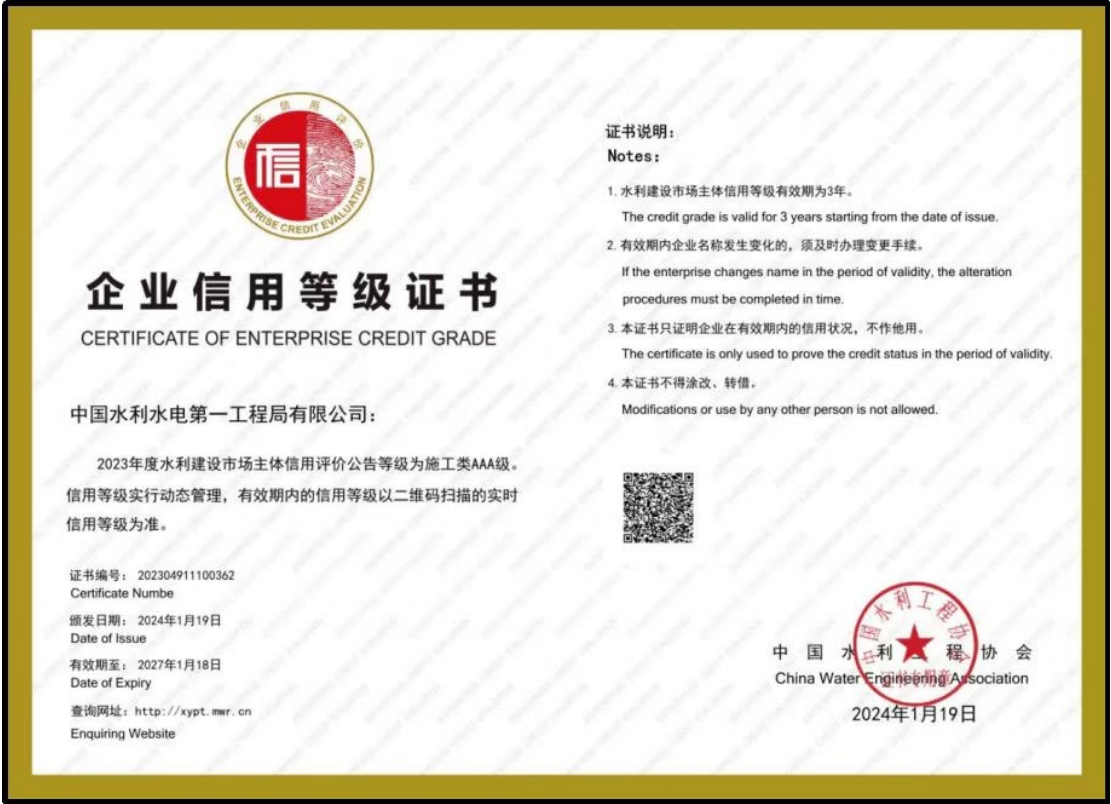 企业信用评价
信
ENTERPRISE CREDIT EVALUATION
企业信用等级证书
CERTIFICATE OF ENTERPRISE CREDIT GRADE
中国水利水电第一工程局有限公司：
2023年度水利建设市场主体信用评价公告等级为施工类AAA级。
信用等级实行动态管理，有效期内的信用等级以二维码扫描的实时
信用等级为准。
证书编号： 202304911100362
Certificate Numbe
颁发日期： 2024年1月19日
Date of Issue
有效期至： 2027年1月18日
Date of Expiry
查询网址：http://xypt.mwr.cn
Enquiring Website
证书说明：
Notes：
1. 水利建设市场主体信用等级有效期为3年。
The credit grade is valid for 3 years starting from the date of issue.
2. 有效期内企业名称发生变化的，须及时办理变更手续。
If the enterprise changes name in the period of validity, the alteration
procedures must be completed in time.
3. 本证书只证明企业在有效期内的信用状况，不作他用。
The certificate is only used to prove the credit status in the period of validity.
4. 本证书不得涂改、转借。
Modifications or use by any other person is not allowed.
中国水利工程协会
China Water Engineering Association
2024年1月19日
中国水利工程协会
证书专用章